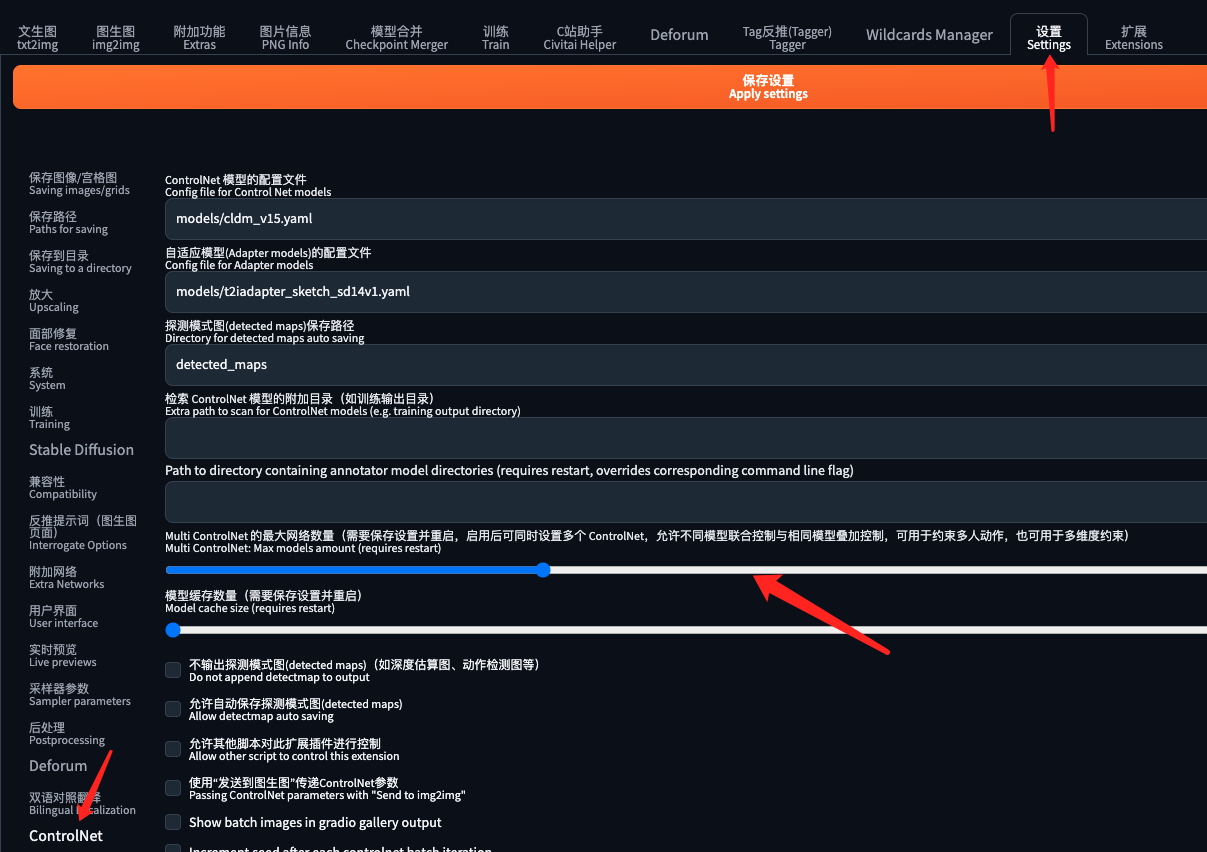 文生图
txt2img
图生图
img2img
附加功能
Extras
图片信息
PNG Info
模型合并
Checkpoint Merger
训练
Train
C站助手
Civitai Helper
Deforum
Tag反推(Tagger)
Tagger
Wildcards Manager
设置
Settings
扩展
Extensions
保存设置
Apply settings
保存图像/宫格图
Saving images/grids
保存路径
Paths for saving
保存到目录
Saving to a directory
放大
Upscaling
面部修复
Face restoration
系统
System
训练
Training
Stable Diffusion
兼容性
Compatibility
反推提示词（图生图
页面）
Interrogate Options
附加网络
Extra Networks
用户界面
User interface
实时预览
Live previews
采样器参数
Sampler parameters
后处理
Postprocessing
Deforum
双语对照翻译
Bilingual Localization
ControlNet
ControlNet 模型的配置文件
Config file for Control Net models
models/cldm_v15.yaml
自适应模型(Adapter models)的配置文件
Config file for Adapter models
models/t2iadapter_sketch_sd14v1.yaml
探测模式图(detected maps)保存路径
Directory for detected maps auto saving
detected_maps
检索 ControlNet 模型的附加目录（如训练输出目录）
Extra path to scan for ControlNet models (e.g. training output directory)
Path to directory containing annotator model directories (requires restart, overrides corresponding command line flag)
Multi ControlNet 的最大网络数量（需要保存设置并重启，启用后可同时设置多个 ControlNet，允许不同模型联合控制与相同模型叠加控制，可用于约束多人动作，也可用于多维度约束）
Multi ControlNet: Max models amount (requires restart)
模型缓存数量（需要保存设置并重启）
Model cache size (requires restart)
不输出探测模式图(detected maps)（如深度估算图、动作检测图等）
Do not append detectmap to output
允许自动保存探测模式图(detected maps)
Allow detectmap auto saving
允许其他脚本对此扩展插件进行控制
Allow other script to control this extension
使用“发送到图生图”传递ControlNet参数
Passing ControlNet parameters with "Send to img2img"
Show batch images in gradio gallery output
Increment seed after each controlnet batch iteration